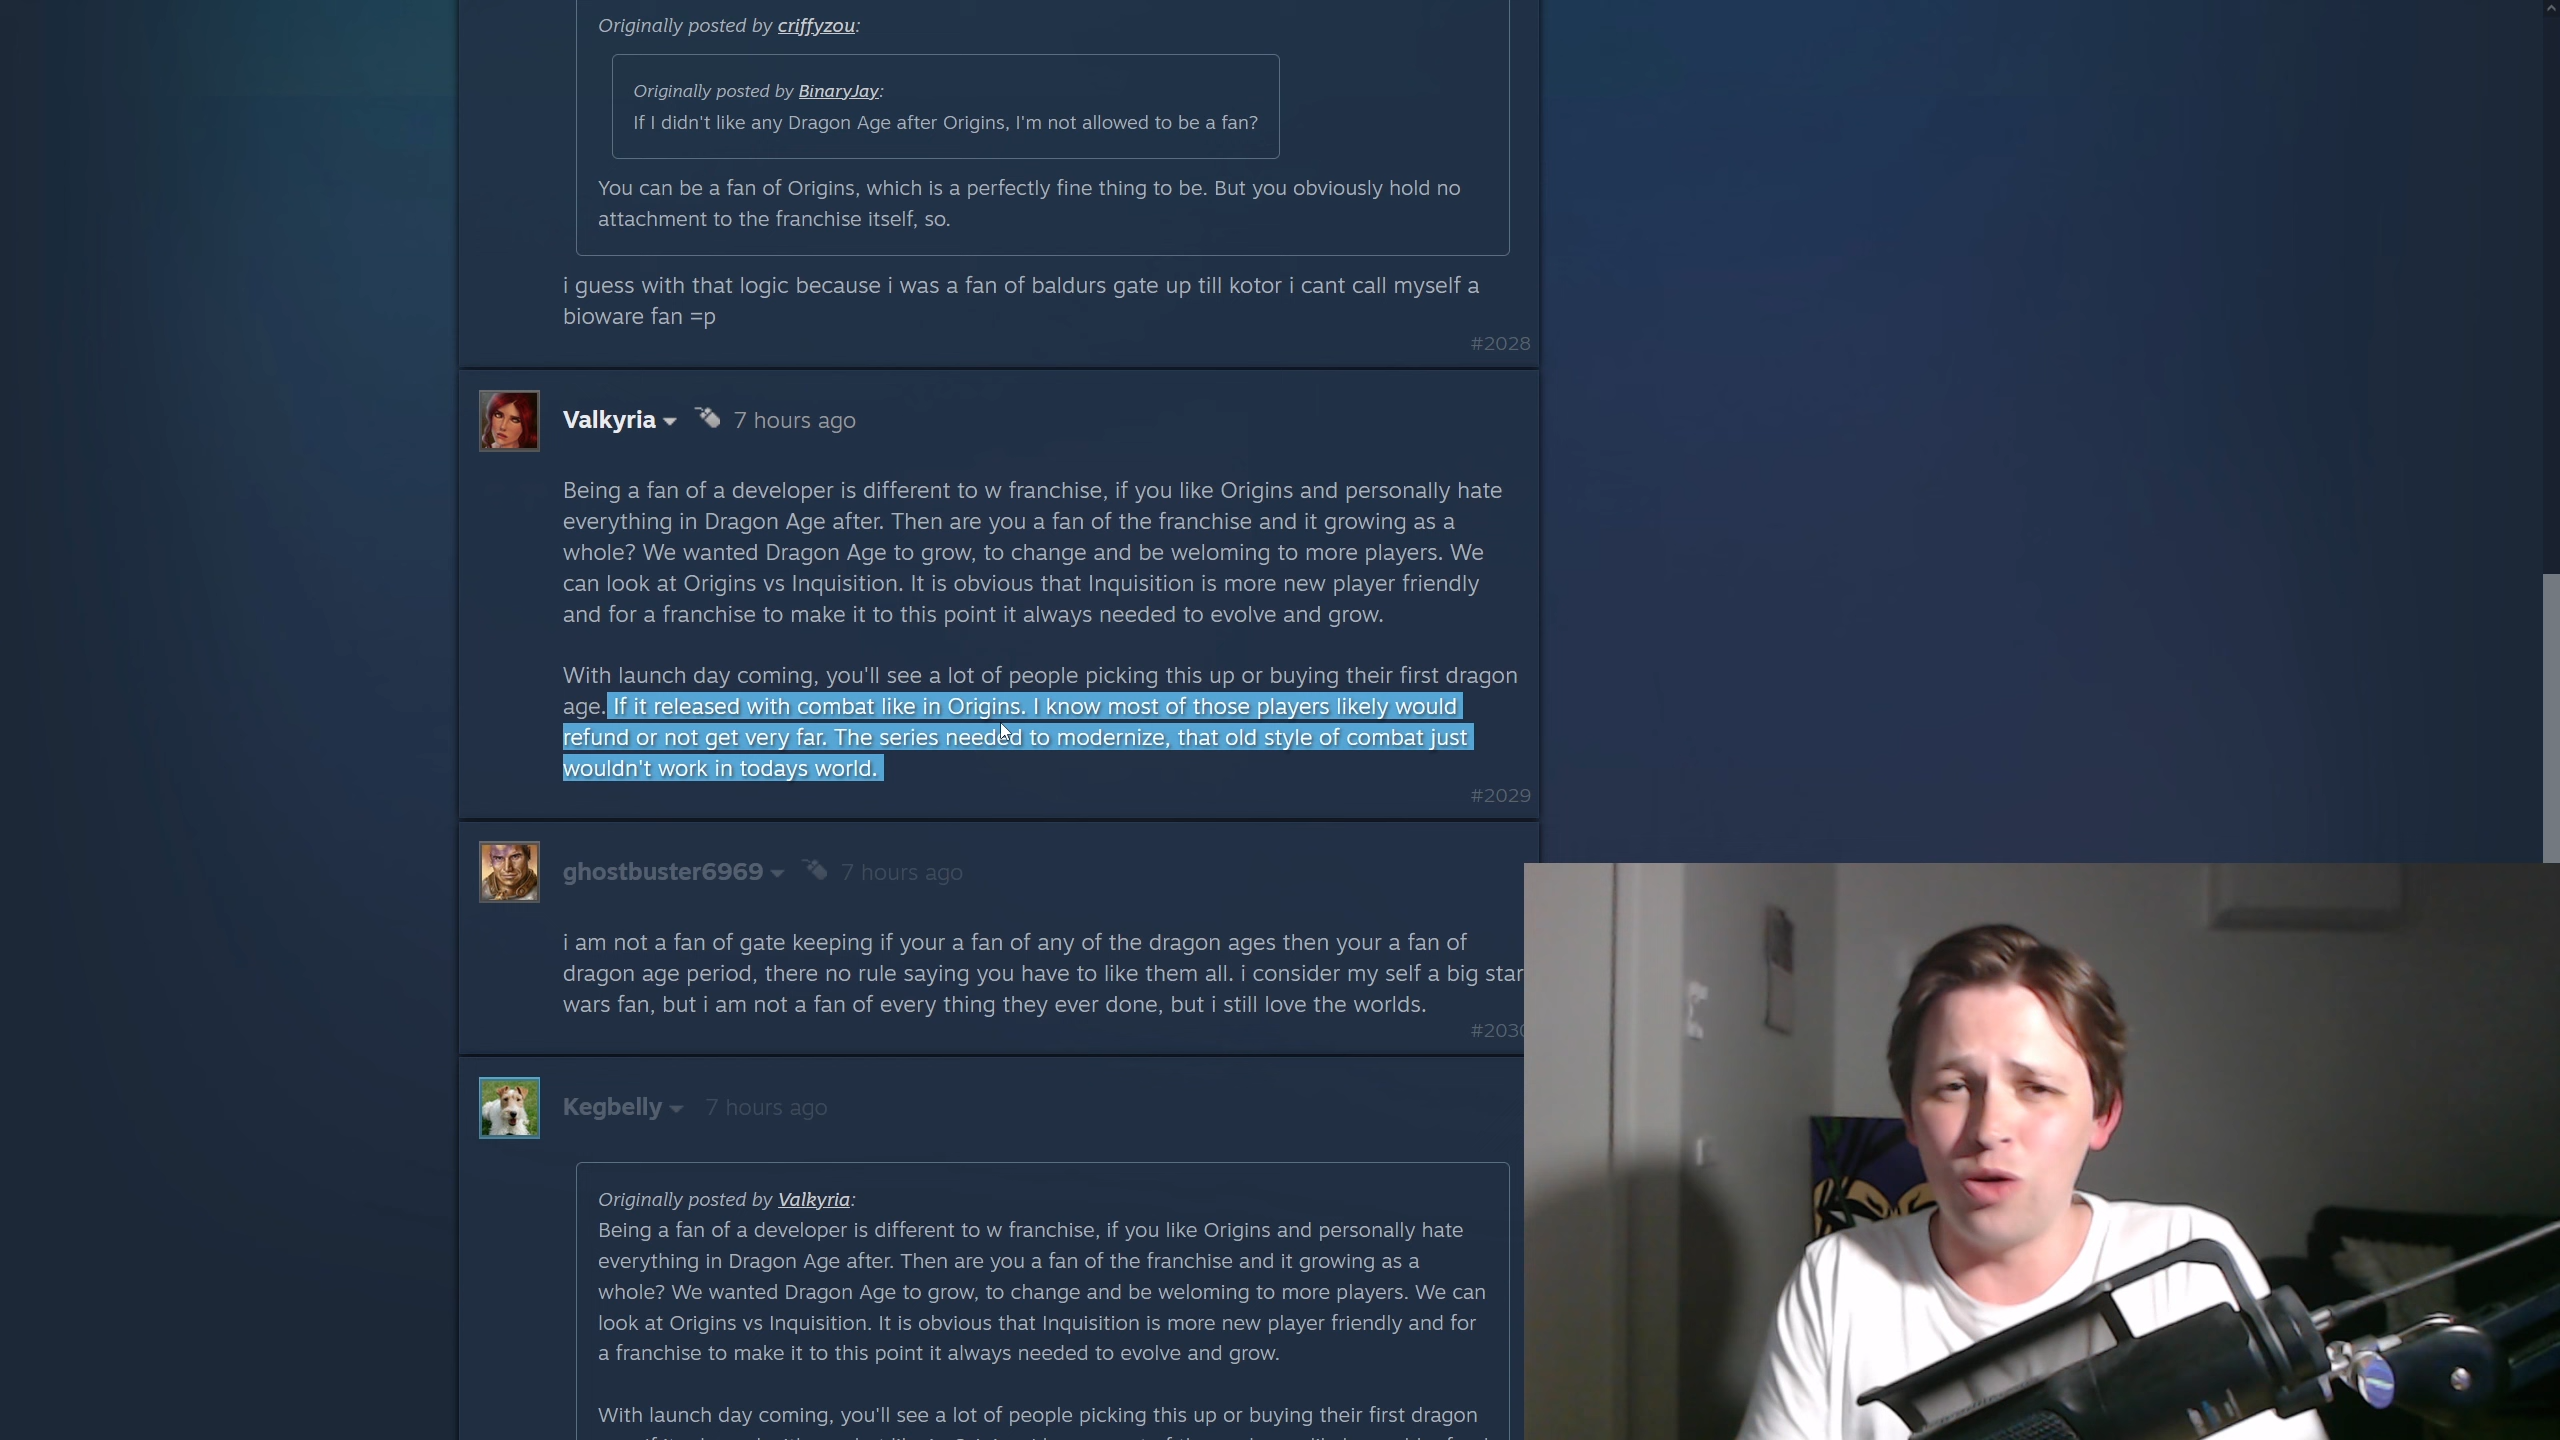 Originally posted by criffyzou:
Originally posted by BinaryJay:
If I didn't like any Dragon Age after Origins, I'm not allowed to be a fan?
You can be a fan of Origins, which is a perfectly fine thing to be. But you obviously hold no
attachment to the franchise itself, so.
i guess with that logic because i was a fan of baldurs gate up till kotor i cant call myself a
bioware fan =p
#2028
Valkyria 7 hours ago
Being a fan of a developer is different to w franchise, if you like Origins and personally hate
everything in Dragon Age after. Then are you a fan of the franchise and it growing as a
whole? We wanted Dragon Age to grow, to change and be weloming to more players. We
can look at Origins vs Inquisition. It is obvious that Inquisition is more new player friendly
and for a franchise to make it to this point it always needed to evolve and grow.
With launch day coming, you'll see a lot of people picking this up or buying their first dragon
age. If it released with combat like in Origins. I know most of those players likely would
refund or not get very far. The series needed to modernize, that old style of combat just
wouldn't work in todays world.
#2029
ghostbuster6969 7 hours ago
i am not a fan of gate keeping if your a fan of any of the dragon ages then your a fan of
dragon age period, there no rule saying you have to like them all. i consider my self a big star
wars fan, but i am not a fan of every thing they ever done, but i still love the worlds.
#2030
Kegbelly 7 hours ago
Originally posted by Valkyria:
Being a fan of a developer is different to w franchise, if you like Origins and personally hate
everything in Dragon Age after. Then are you a fan of the franchise and it growing as a
whole? We wanted Dragon Age to grow, to change and be weloming to more players. We can
look at Origins vs Inquisition. It is obvious that Inquisition is more new player friendly and for
a franchise to make it to this point it always needed to evolve and grow.
With launch day coming, you'll see a lot of people picking this up or buying their first dragon